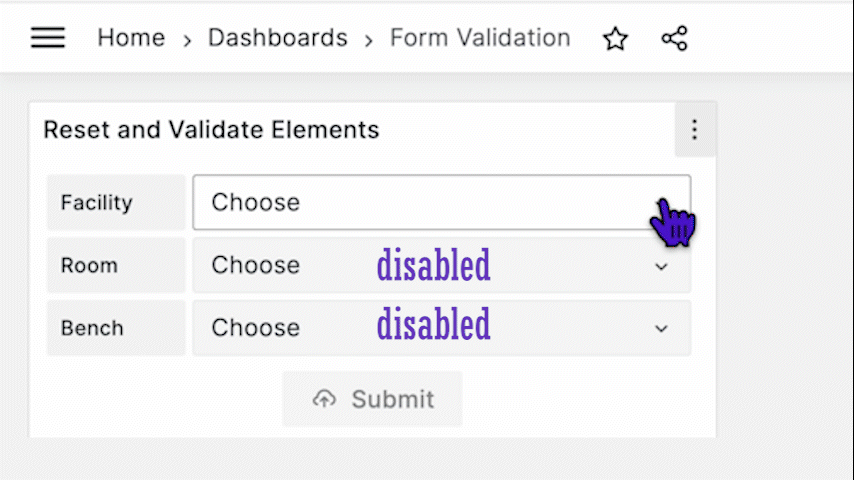 Home > Dashboards > Form Validation
Reset and Validate Elements
Facility Choose
Room Choose disabled
Bench Choose disabled
Submit